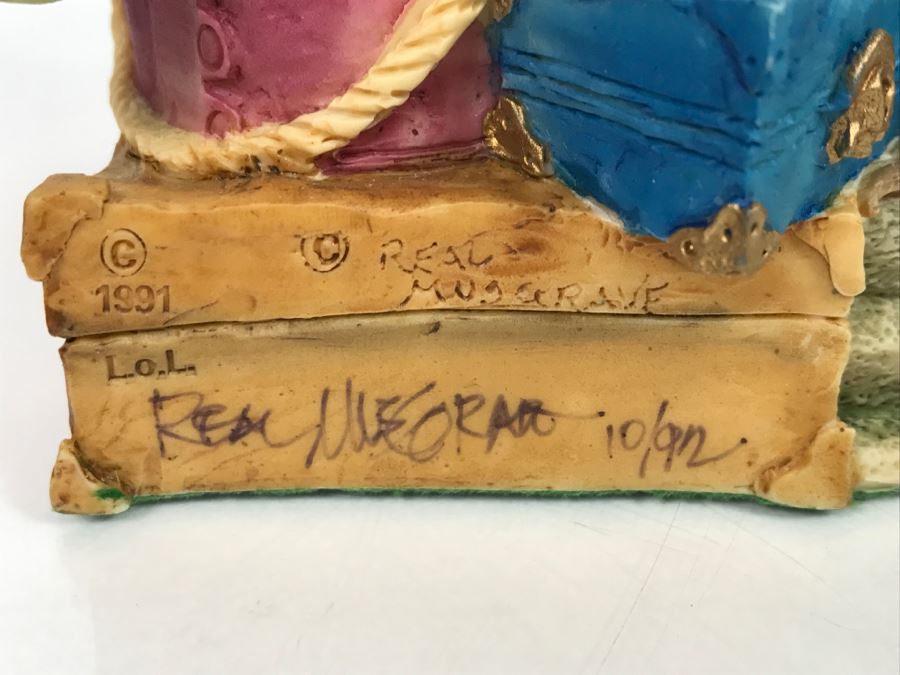 © © REAL
1991 MUSGRAVE
L.o.L.
REAL MUSGRAVE 10/92